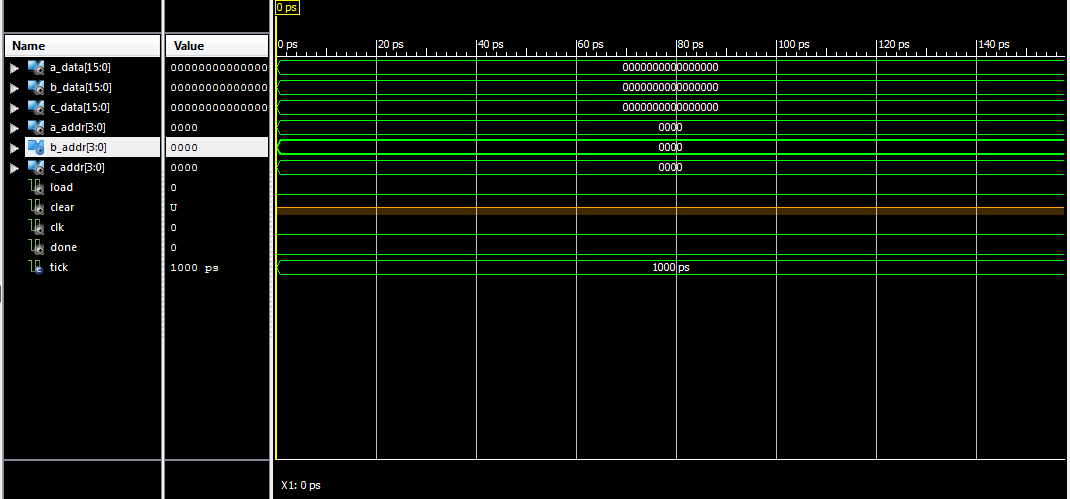 0 ps
Name Value 0 ps 20 ps 40 ps 60 ps 80 ps 100 ps 120 ps 140 ps
a_data[15:0] 00000000000000 0000000000000000
b_data[15:0] 00000000000000 0000000000000000
c_data[15:0] 00000000000000 0000000000000000
a_addr[3:0] 0000 0000
b_addr[3:0] 0000 0000
c_addr[3:0] 0000 0000
load 0
clear U
clk 0
done 0
tick 1000 ps 1000 ps
X1: 0 ps